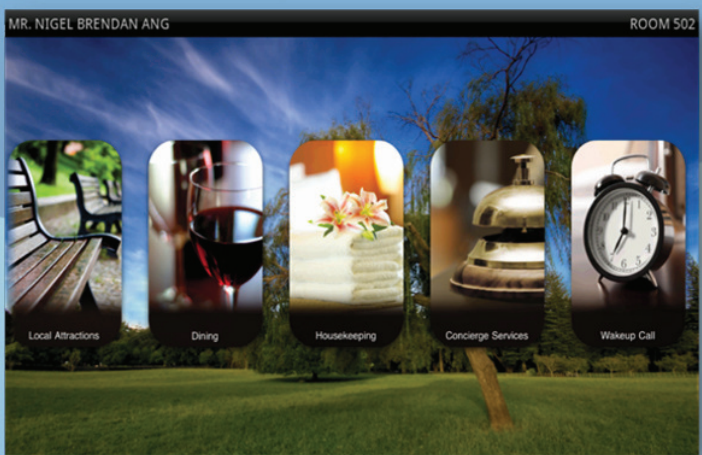 MR. NIGEL BRENDAN ANG
ROOM 502
Local Attractions
Dining
Housekeeping
Concierge Services
Wakeup Call